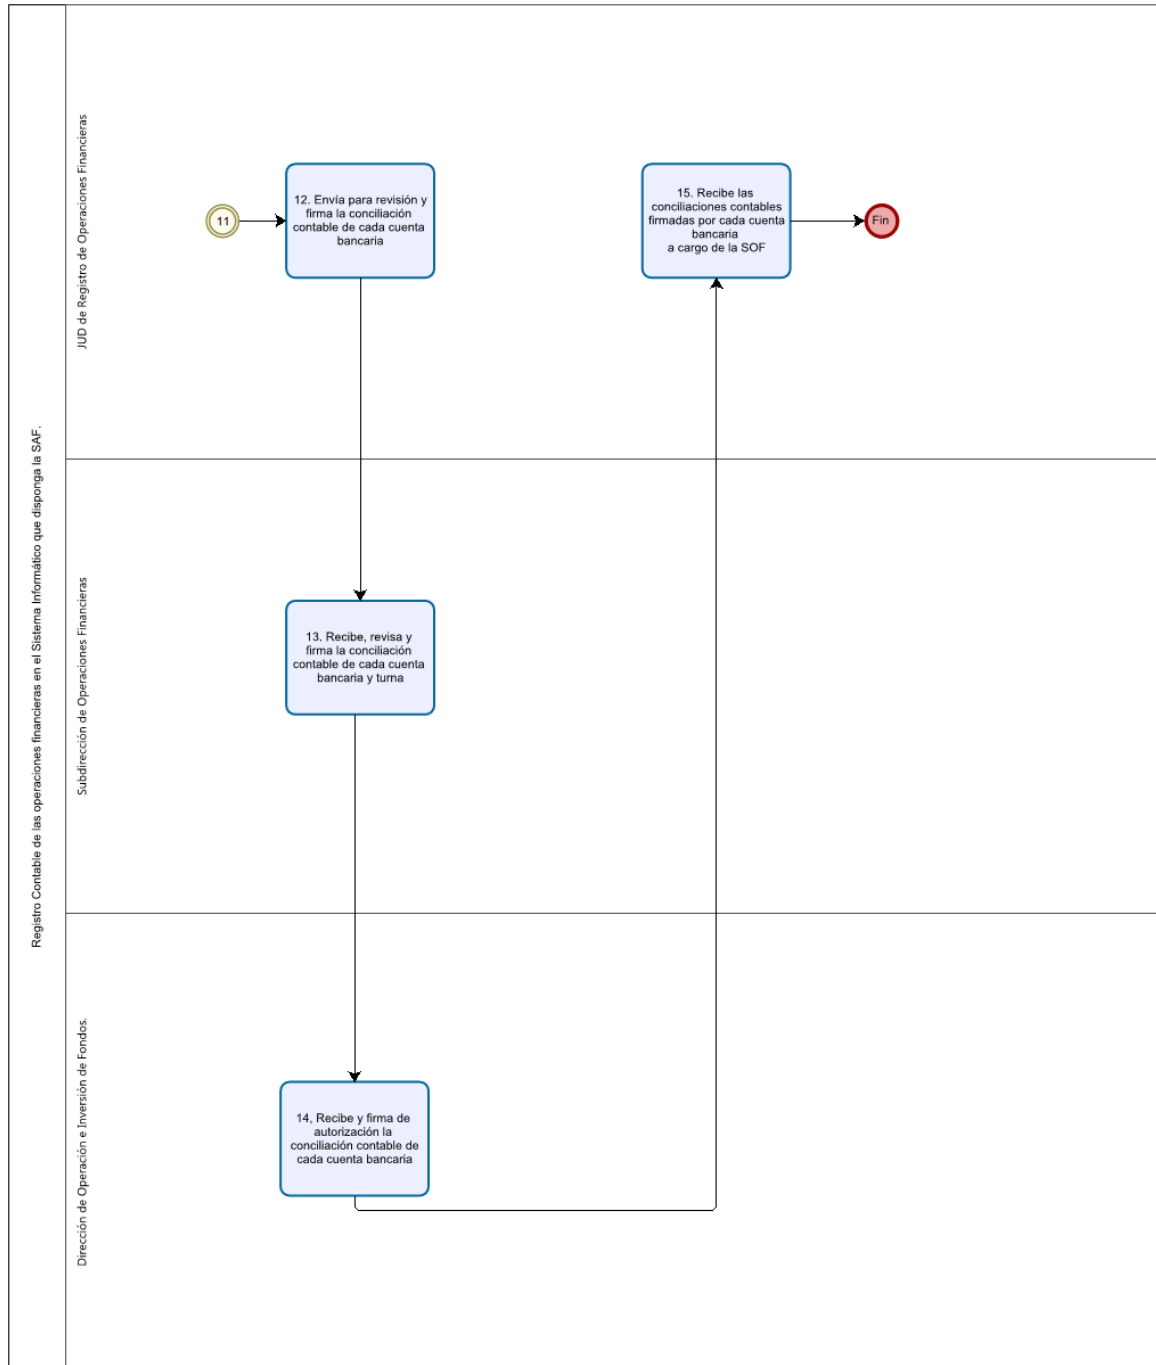 Registro Contable de las operaciones financieras en el Sistema Informático que disponga la SAF.
JUD de Registro de Operaciones Financieras
11
12. Envía para revisión y
firma la conciliación
contable de cada cuenta
bancaria
15. Recibe las
conciliaciones contables
firmadas por cada cuenta
bancaria
a cargo de la SOF
Fin
Subdirección de Operaciones Financieras
13. Recibe, revisa y
firma la conciliación
contable de cada cuenta
bancaria y turna
Dirección de Operación e Inversión de Fondos.
14, Recibe y firma de
autorización la
conciliación contable de
cada cuenta bancaria